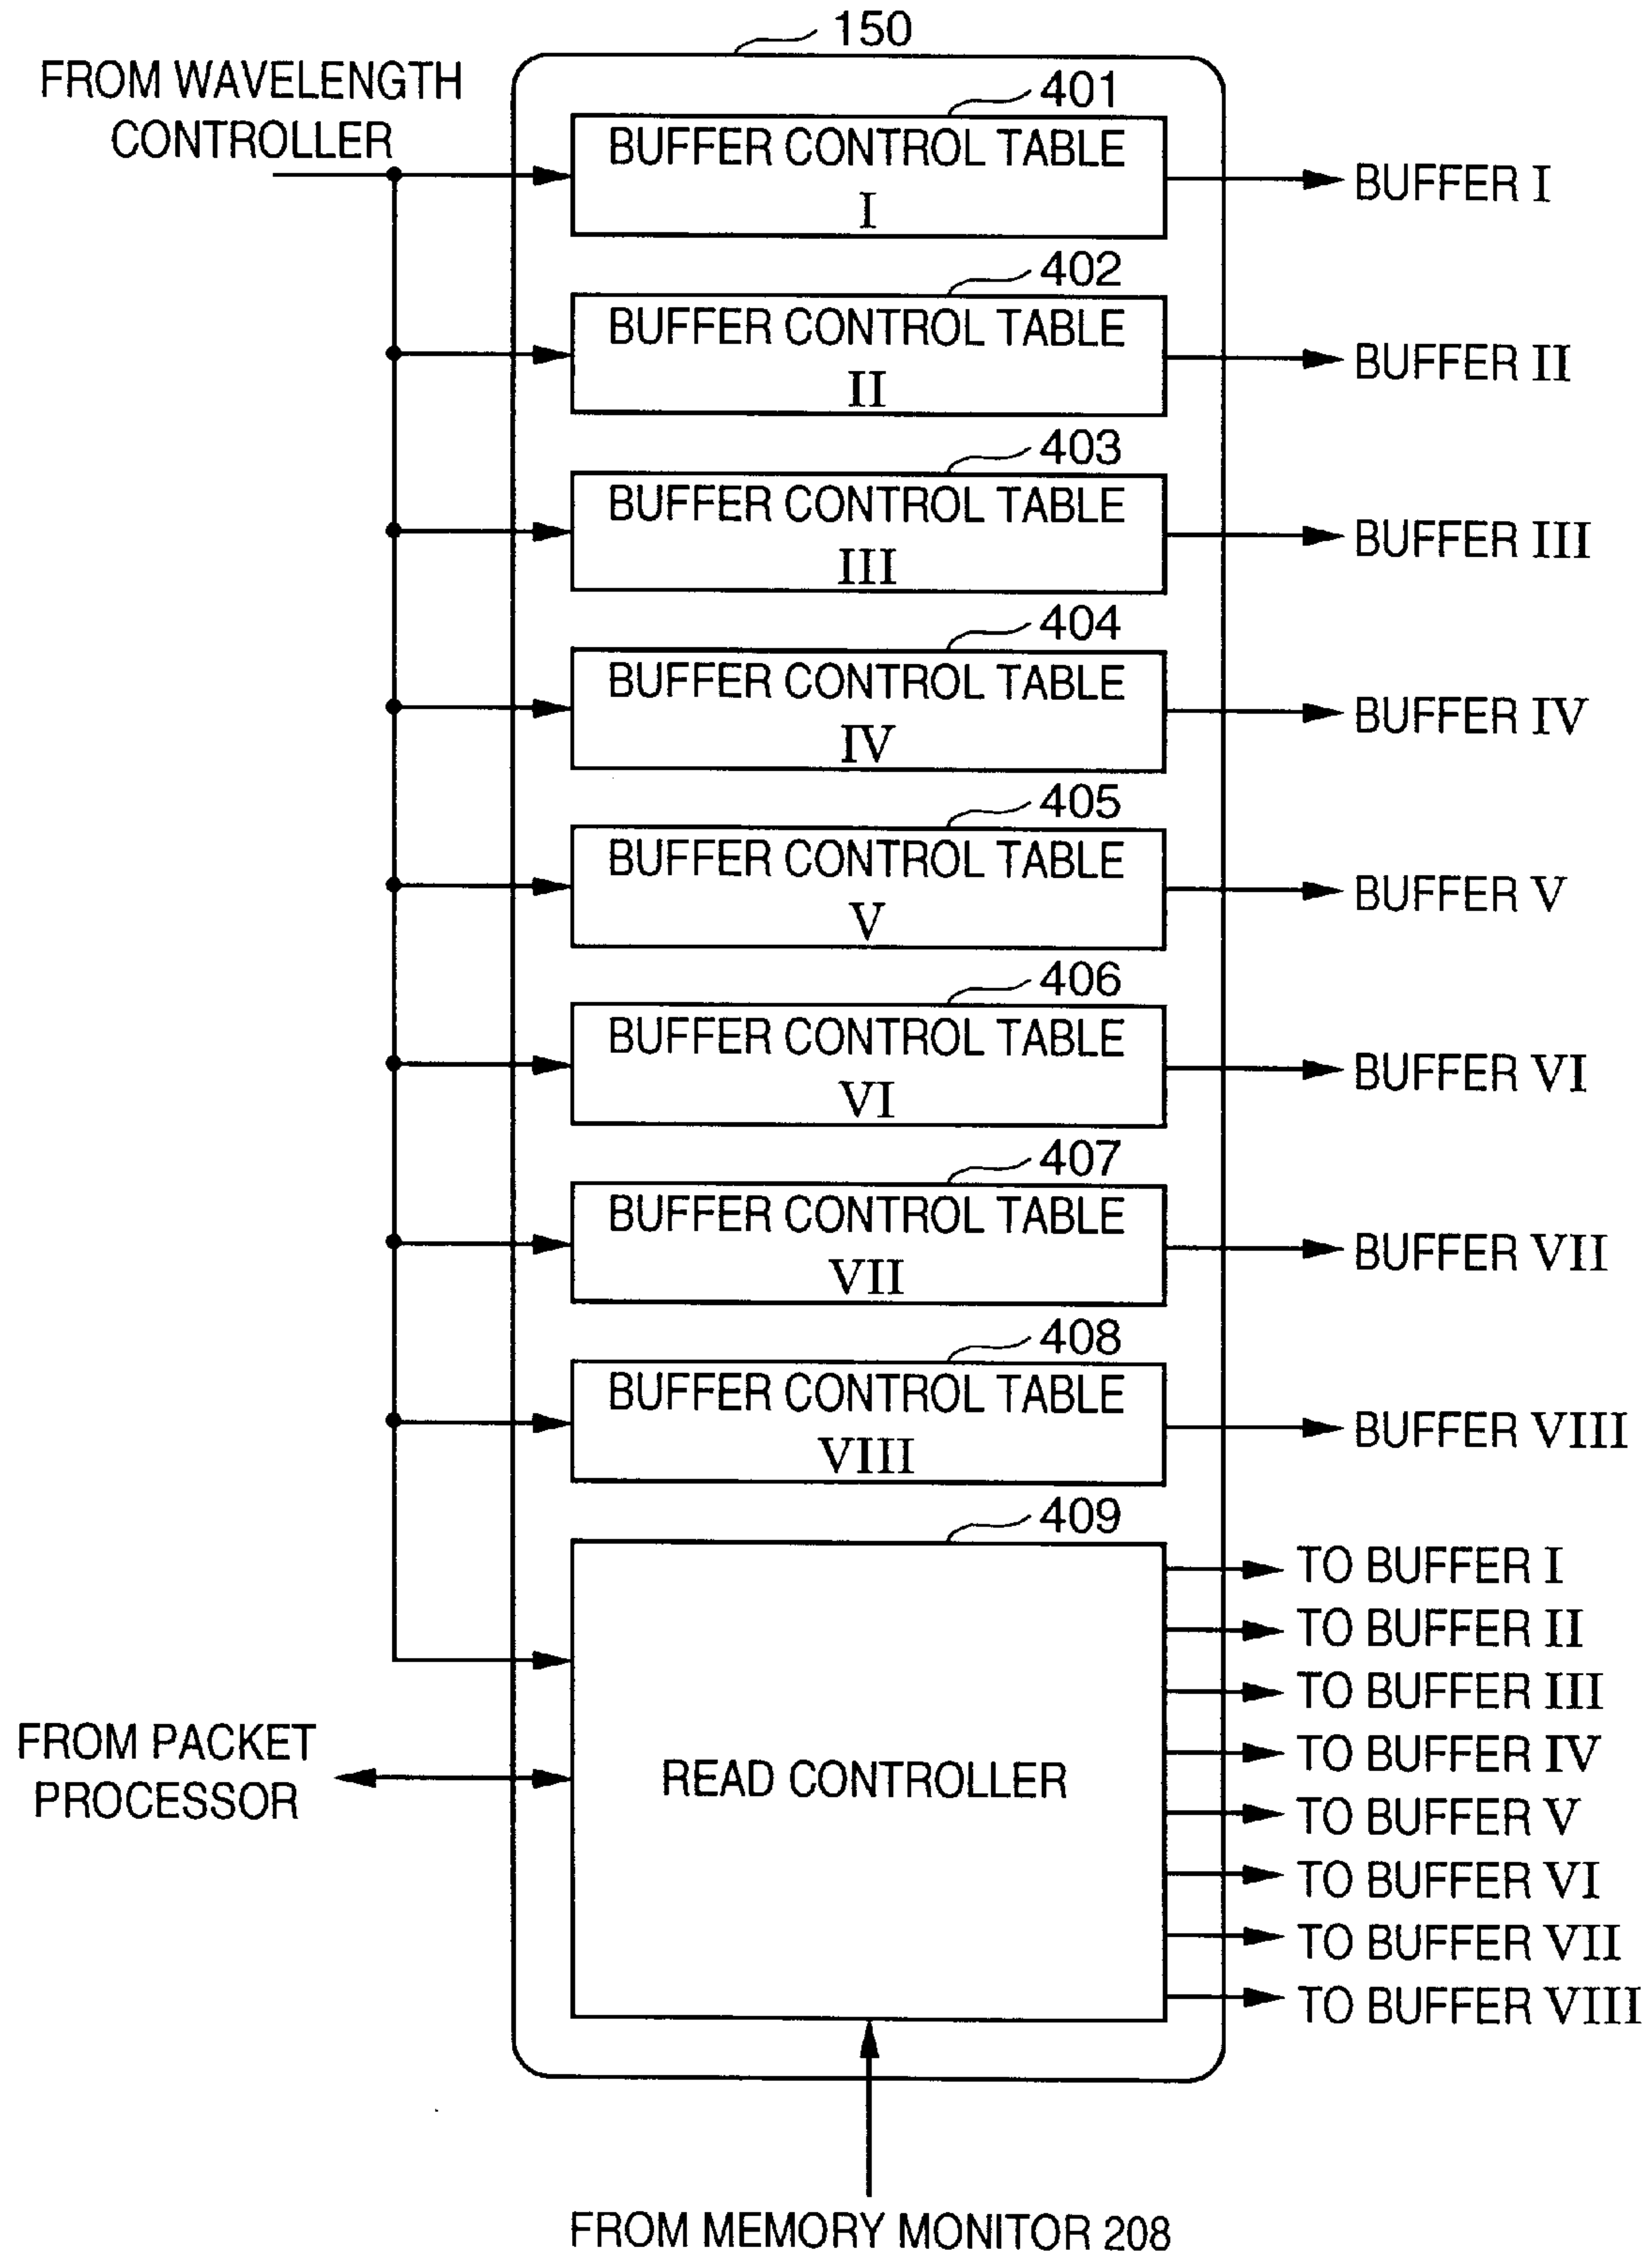 150
FROM WAVELENGTH
CONTROLLER
401
BUFFER CONTROL TABLE
I
BUFFER I
402
BUFFER CONTROL TABLE
II
BUFFER II
403
BUFFER CONTROL TABLE
III
BUFFER III
404
BUFFER CONTROL TABLE
IV
BUFFER IV
405
BUFFER CONTROL TABLE
V
BUFFER V
406
BUFFER CONTROL TABLE
VI
BUFFER VI
407
BUFFER CONTROL TABLE
VII
BUFFER VII
408
BUFFER CONTROL TABLE
VIII
BUFFER VIII
409
TO BUFFER I
TO BUFFER II
TO BUFFER III
TO BUFFER IV
TO BUFFER V
TO BUFFER VI
TO BUFFER VII
TO BUFFER VIII
FROM PACKET
PROCESSOR
READ CONTROLLER
FROM MEMORY MONITOR 208